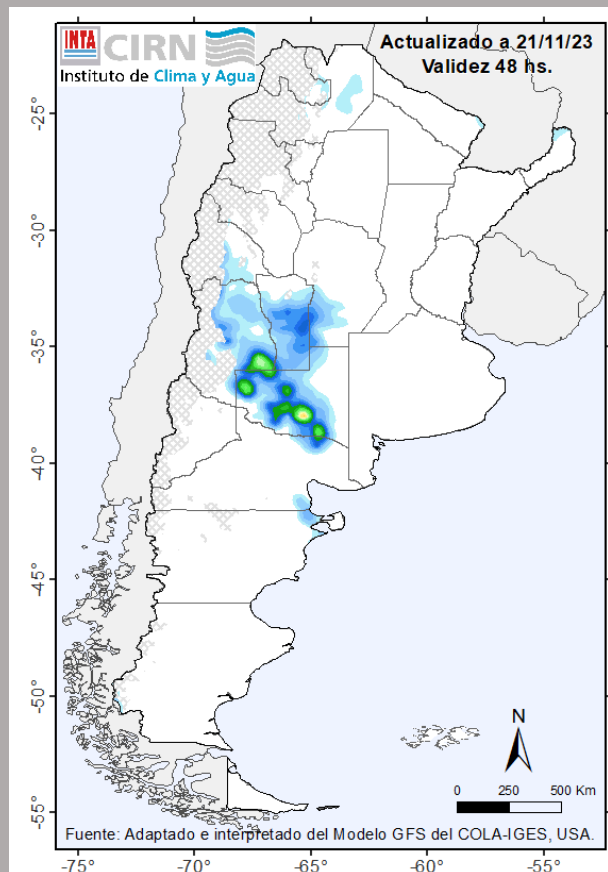 INTA CIRN
Instituto de Clima y Agua
Actualizado a 21/11/23
Validez 48 hs.
-25°
-30°
-35°
-40°
-45°
-50°
-55°
N
0 250 500 Km
Fuente: Adaptado e interpretado del Modelo GFS del COLA-IGES, USA.
-75° -70° -65° -60° -55°